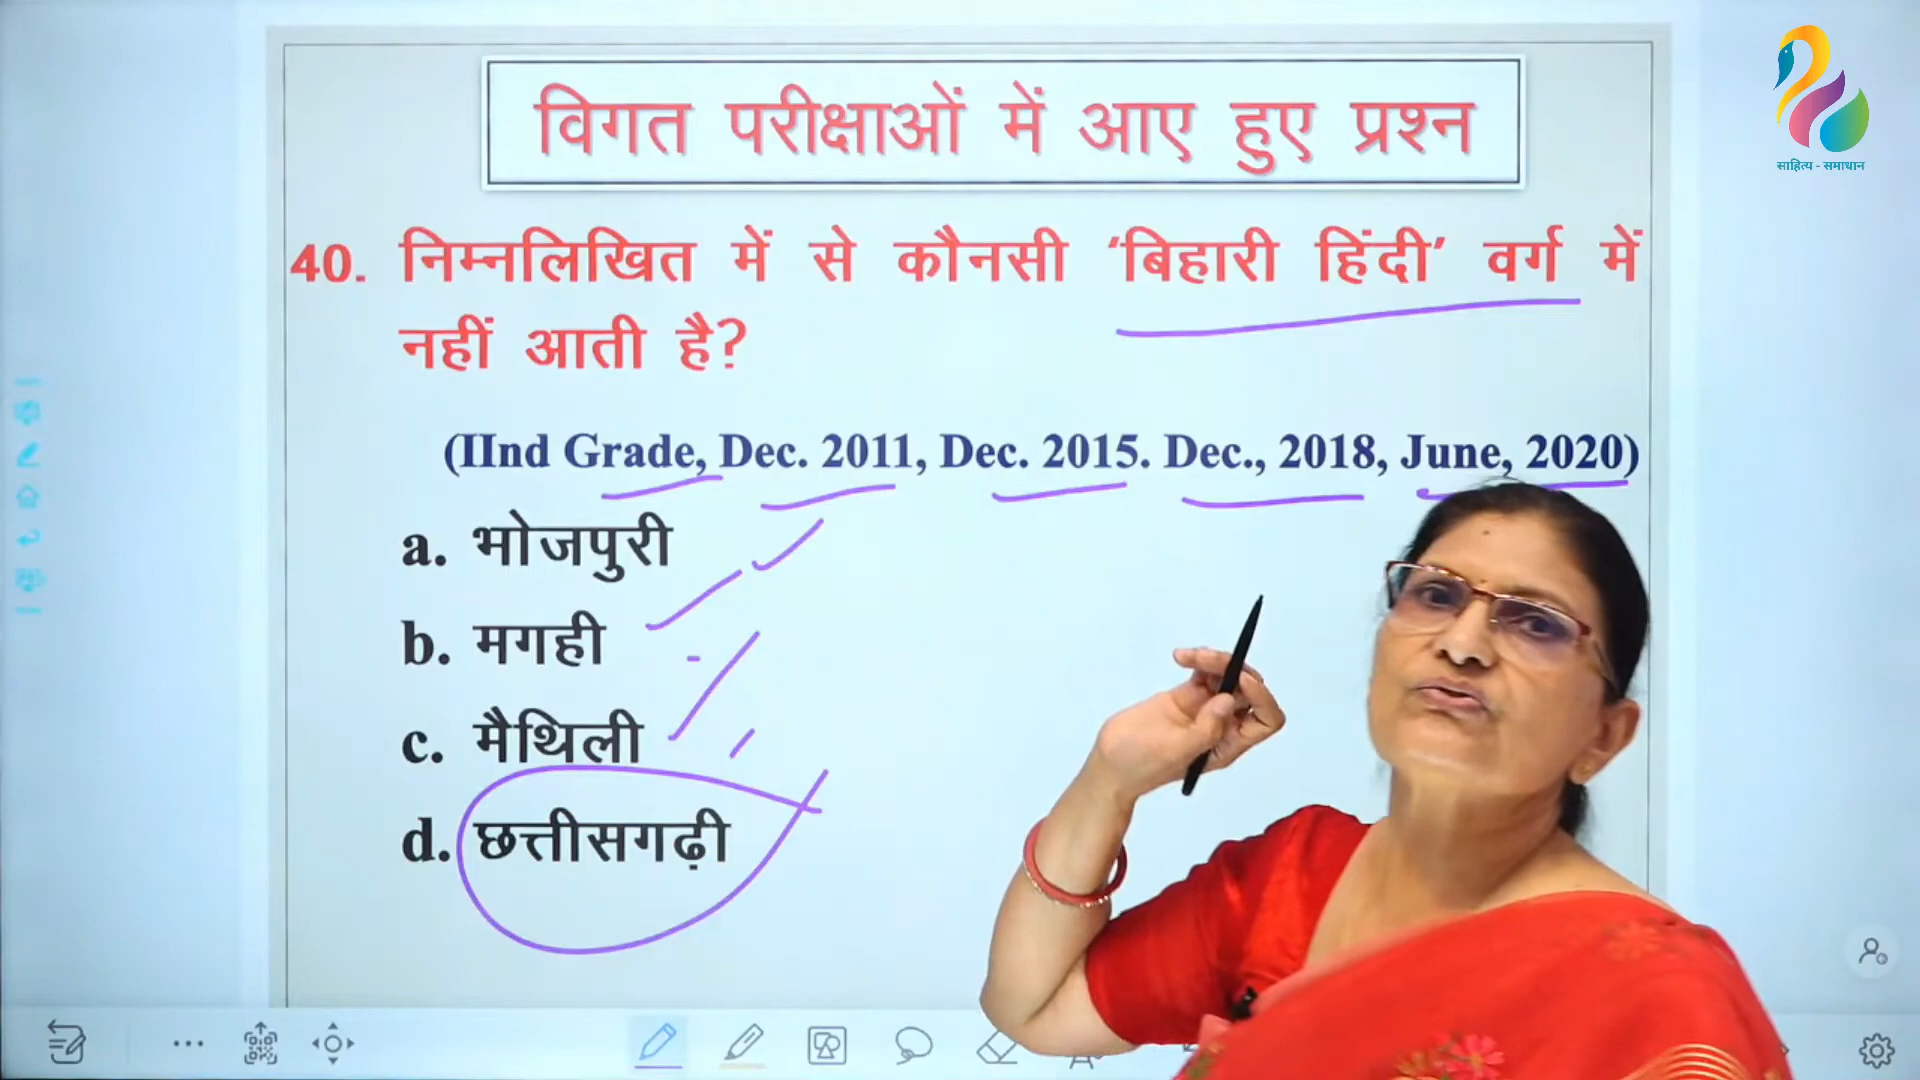 विगत परीक्षाओं में आए हुए प्रश्न
साहित्य - समाधान
40. निम्नलिखित में से कौनसी ‘बिहारी हिंदी’ वर्ग में
नहीं आती है?
(IInd Grade, Dec. 2011, Dec. 2015. Dec., 2018, June, 2020)
a. भोजपुरी
b. मगही
c. मैथिली
d. छत्तीसगढ़ी